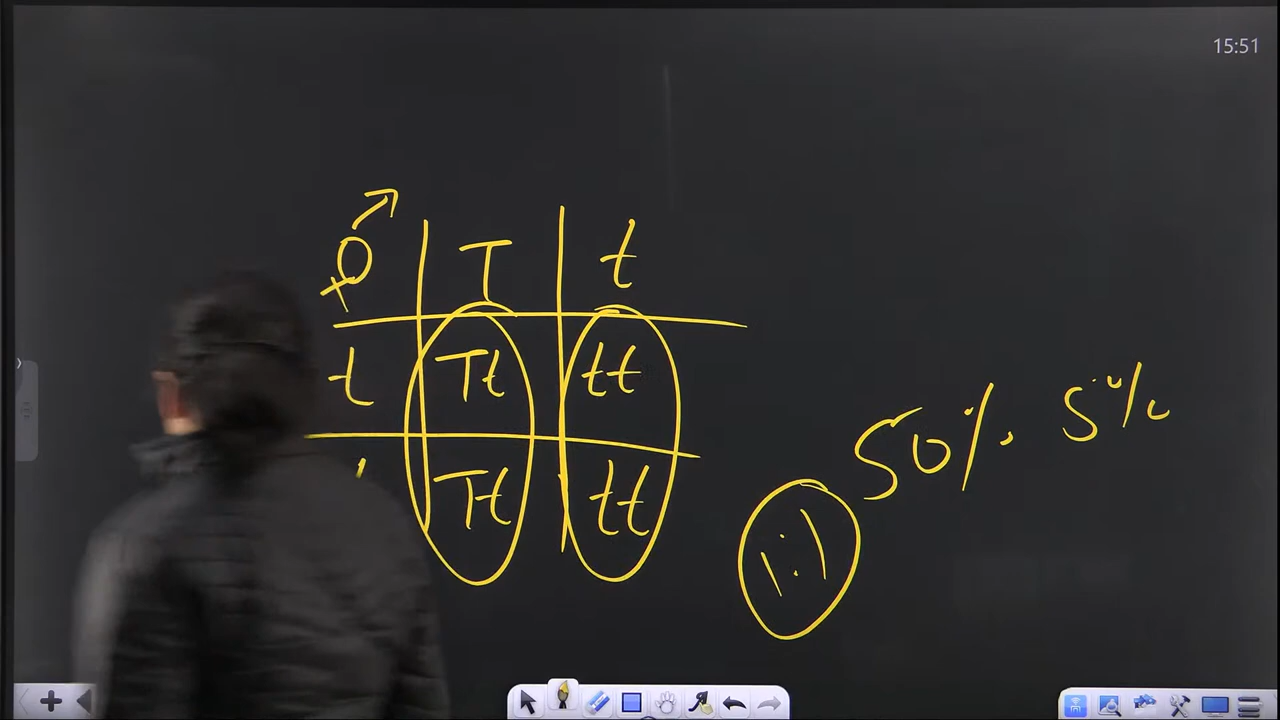 15:51
♂♀ T t
t Tt tt
Tt tt
50%. 5%
1:1